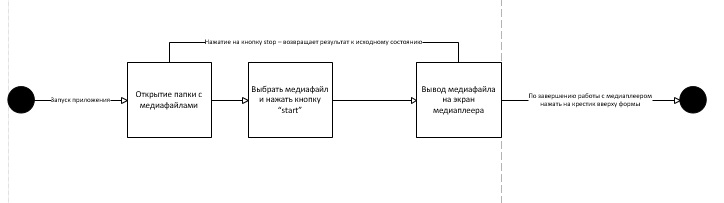 Нажатие на кнопку stop – возвращает результат к исходному состоянию
Запуск приложения
Открытие папки с
медиафайлами
Выбрать медиафайл
и нажать кнопку
“start”
Вывод медиафайла
на экран
медиаплеера
По завершению работы с медиаплеером
нажать на крестик вверху формы